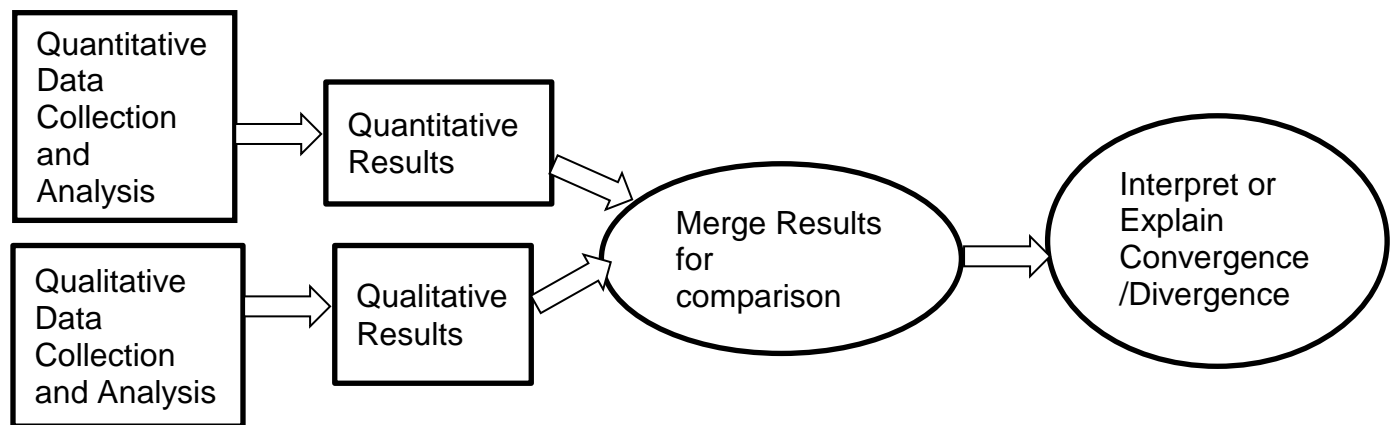 Quantitative
Data
Collection
and
Analysis
Quantitative
Results
Qualitative
Data
Collection
and Analysis
Qualitative
Results
Merge Results
for
comparison
Interpret or
Explain
Convergence
/Divergence